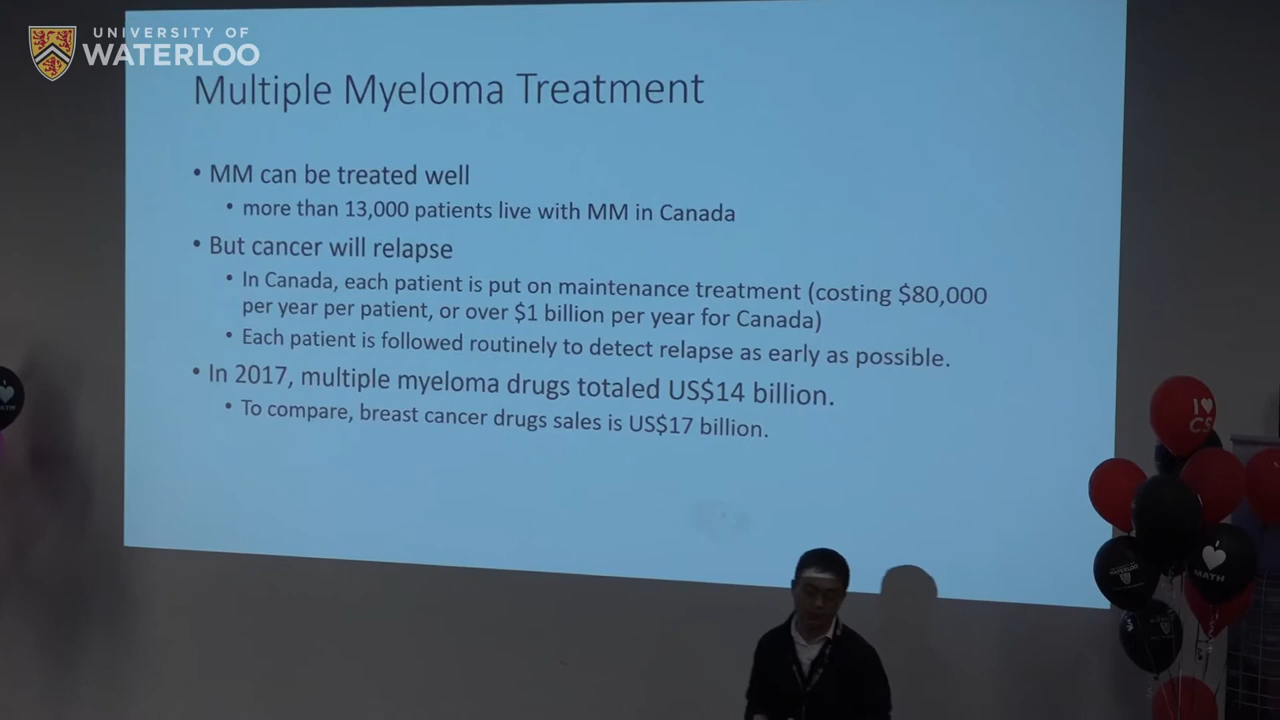 UNIVERSITY OF
WATERLOO
Multiple Myeloma Treatment
• MM can be treated well
• more than 13,000 patients live with MM in Canada
• But cancer will relapse
• In Canada, each patient is put on maintenance treatment (costing $80,000
per year per patient, or over $1 billion per year for Canada)
• Each patient is followed routinely to detect relapse as early as possible.
• In 2017, multiple myeloma drugs totaled US$14 billion.
• To compare, breast cancer drugs sales is US$17 billion.
I
CS
MATH